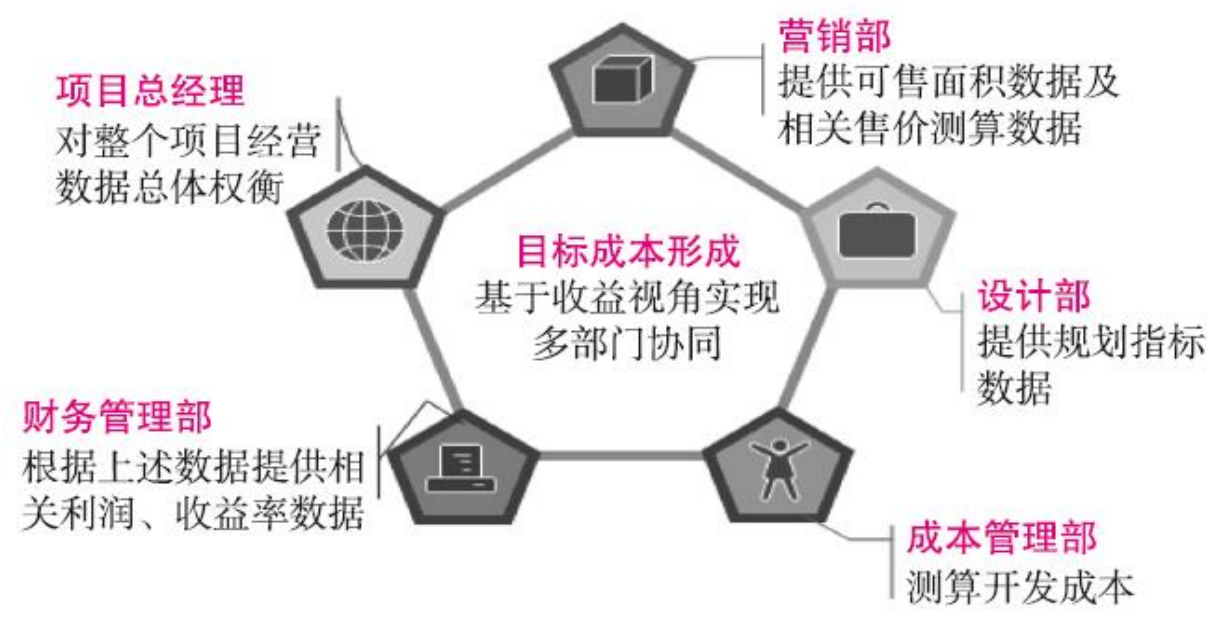 营销部
提供可售面积数据及
相关售价测算数据
项目总经理
对整个项目经营
数据总体权衡
目标成本形成
基于收益视角实现
多部门协同
设计部
提供规划指标
数据
财务管理部
根据上述数据提供相
关利润、收益率数据
成本管理部
测算开发成本